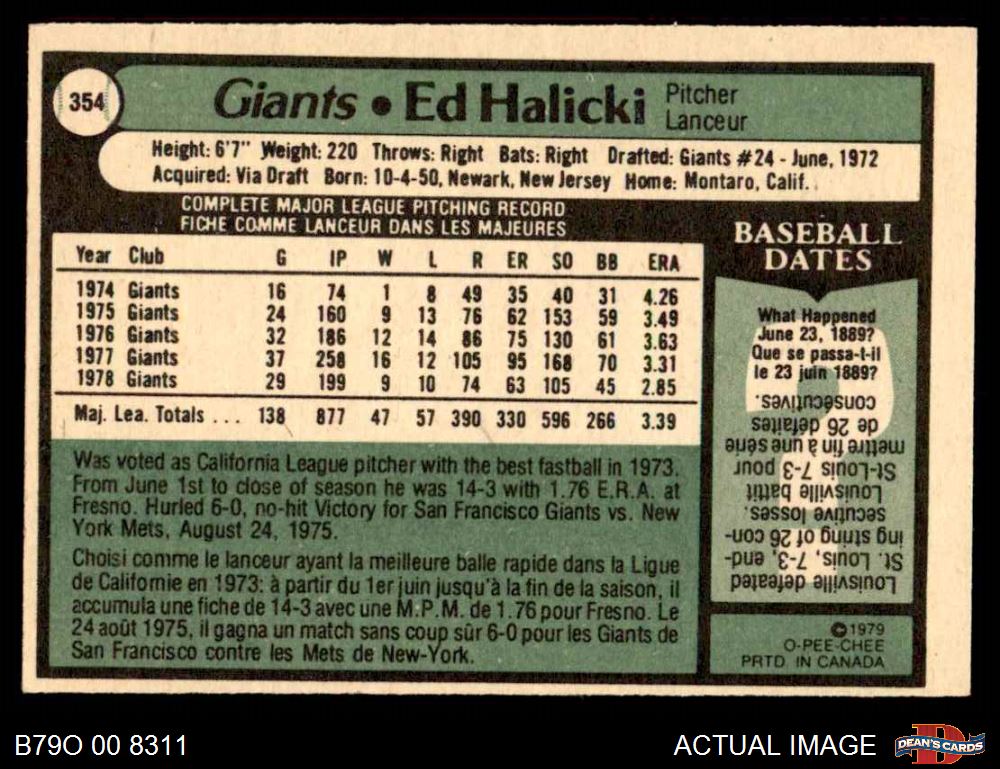 354
Giants • Ed Halicki
Pitcher
Lanceur
Height: 6'7" Weight: 220 Throws: Right Bats: Right Drafted: Giants #24 - June, 1972
Acquired: Via Draft Born: 10-4-50, Newark, New Jersey Home: Montaro, Calif.
COMPLETE MAJOR LEAGUE PITCHING RECORD
FICHE COMME LANCEUR DANS LES MAJEURES
Year Club G IP W L R ER SO BB ERA
1974 Giants 16 74 1 8 49 35 40 31 4.26
1975 Giants 24 160 9 13 76 62 153 59 3.49
1976 Giants 32 186 12 14 86 75 130 61 3.63
1977 Giants 37 258 16 12 105 95 168 70 3.31
1978 Giants 29 199 9 10 74 63 105 45 2.85
Maj. Lea. Totals ... 138 877 47 57 390 330 596 266 3.39
Was voted as California League pitcher with the best fastball in 1973.
From June 1st to close of season he was 14-3 with 1.76 E.R.A. at
Fresno. Hurled 6-0, no-hit Victory for San Francisco Giants vs. New
York Mets, August 24, 1975.
Choisi comme le lanceur ayant la meilleure balle rapide dans la Ligue
de Californie en 1973: à partir du 1er juin jusqu'à la fin de la saison, il
accumula une fiche de 14-3 avec une M.P.M. de 1.76 pour Fresno. Le
24 août 1975, il gagna un match sans coup sûr 6-0 pour les Giants de
San Francisco contre les Mets de New-York.
BASEBALL
DATES
What Happened
June 23, 1889?
Que se passa-t-il
le 23 juin 1889?
Louisville defeated
St. Louis, 7-3, end-
ing string of 26 con-
secutive losses.
Louisville battit
St-Louis 7-3 pour
mettre fin à une série
de 26 défaites
consécutives.
©1979
O-PEE-CHEE
PRTD. IN CANADA
B79O 00 8311
ACTUAL IMAGE
D
DEAN'S CARDS